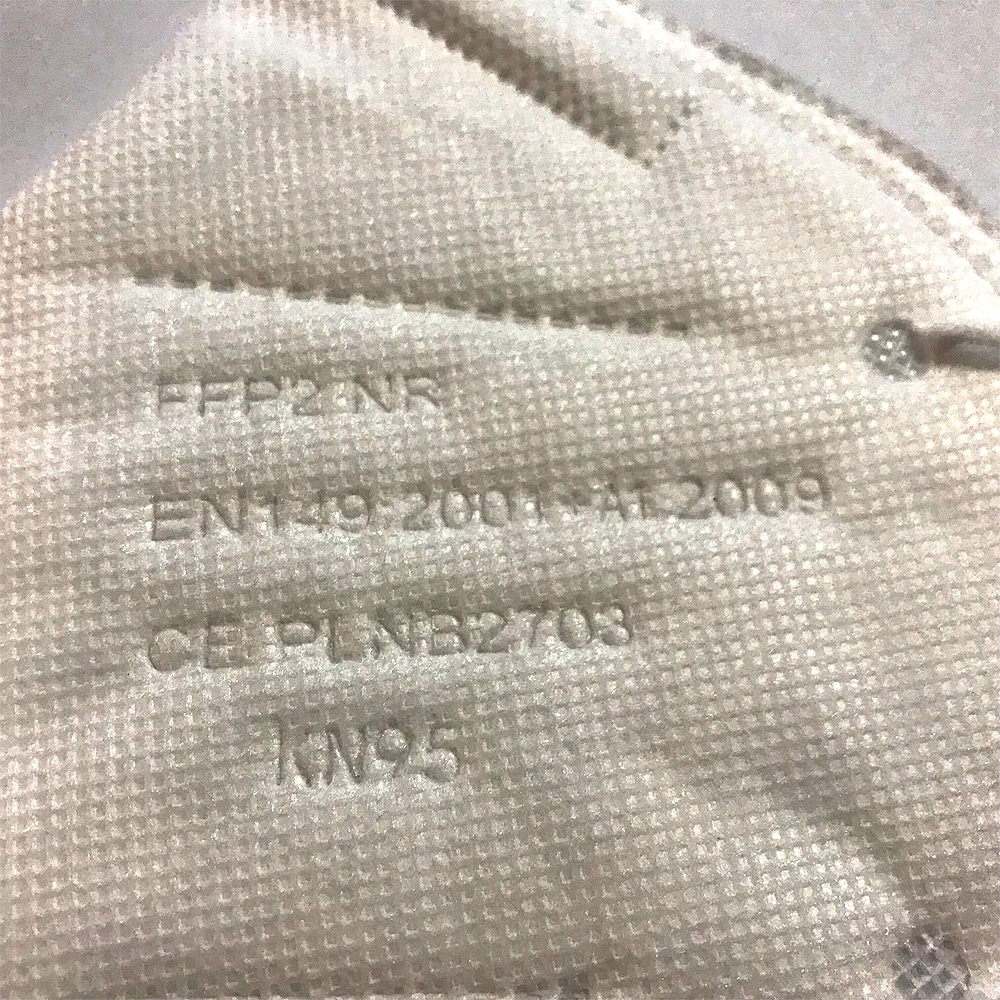 FFP2 NR
EN149:2001+A1:2009
CE PLNB2703
KN95